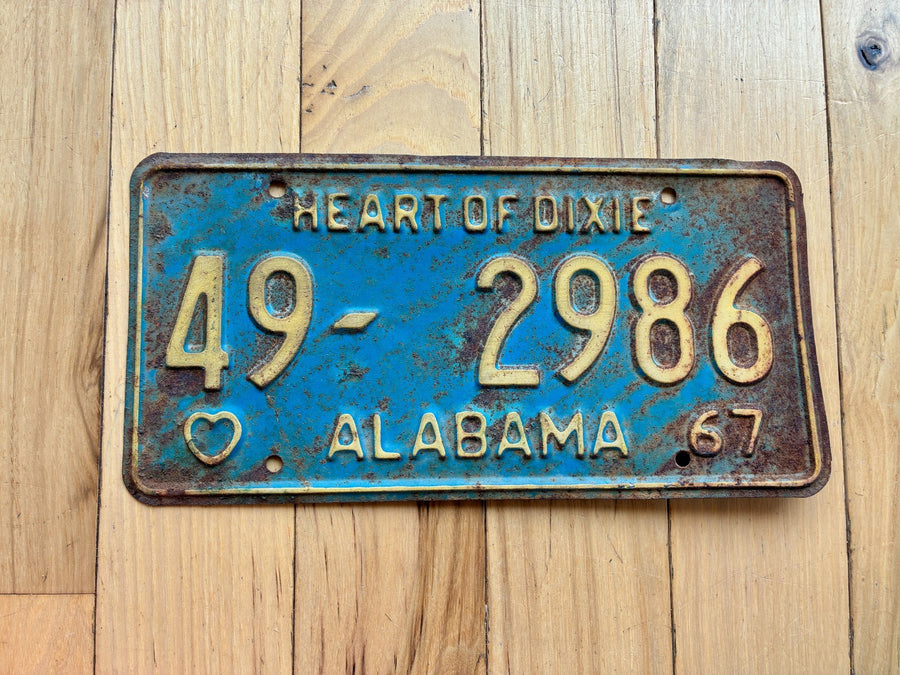 HEART OF DIXIE
49- 2986
ALABAMA 67